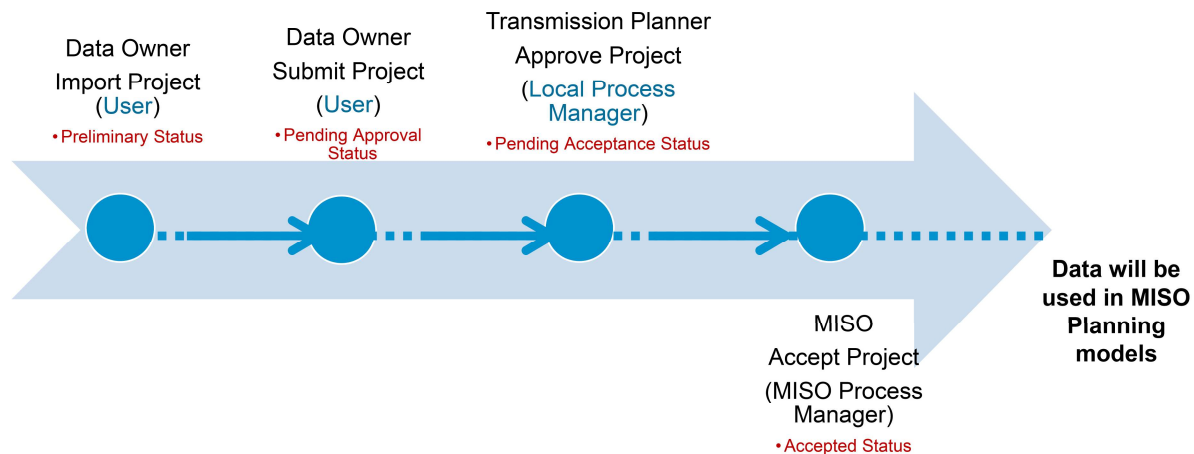 Data Owner
Import Project
(User)
• Preliminary Status
Data Owner
Submit Project
(User)
• Pending Approval
Status
Transmission Planner
Approve Project
(Local Process
Manager)
• Pending Acceptance Status
MISO
Accept Project
(MISO Process
Manager)
• Accepted Status
Data will be
used in MISO
Planning
models